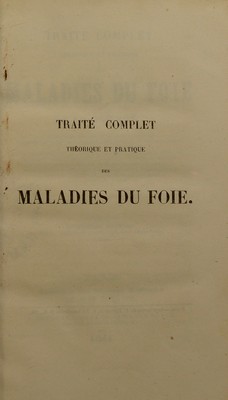 TRAITÉ COMPLET
THÉORIQUE ET PRATIQUE
DES
MALADIES DU FOIE.